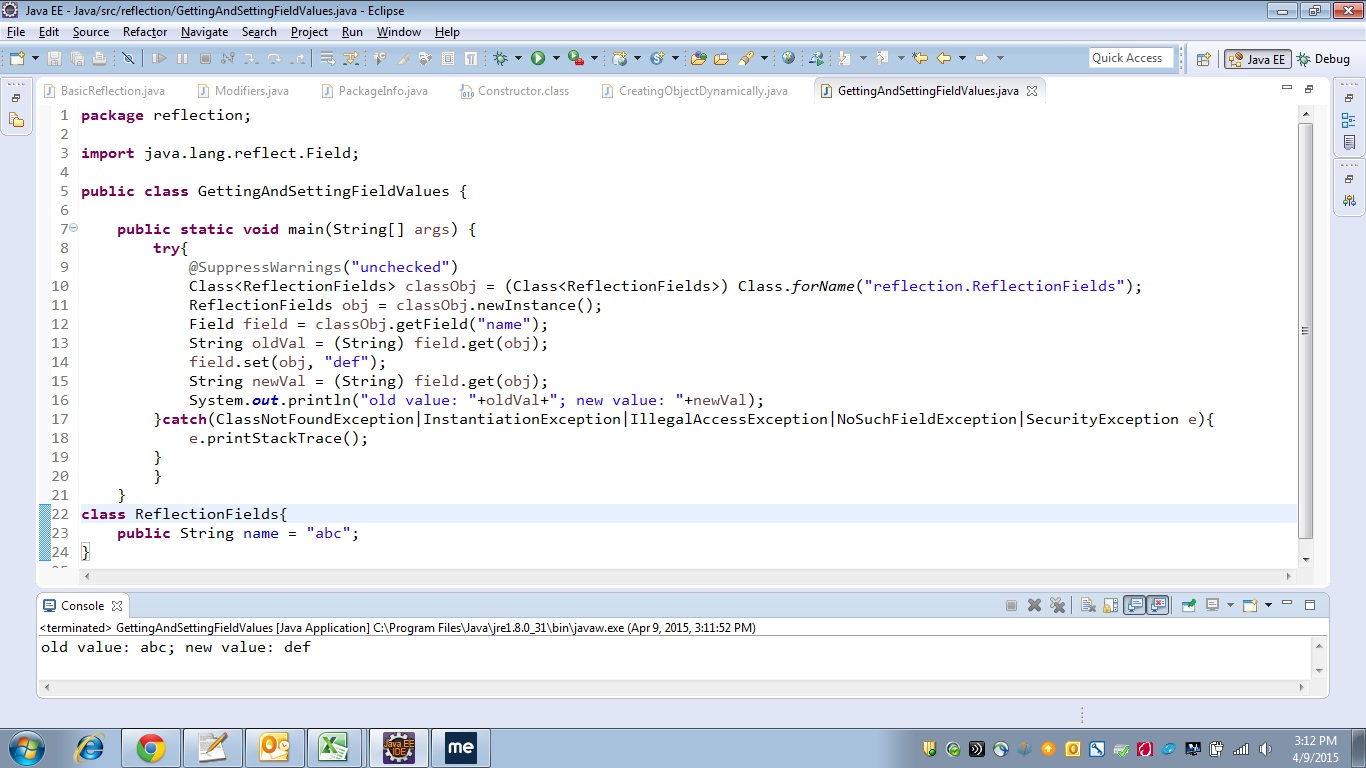 Java EE - Java/src/reflection/GettingAndSettingFieldValues.java - Eclipse
File Edit Source Refactor Navigate Search Project Run Window Help
Quick Access Java EE Debug
BasicReflection.java Modifiers.java PackageInfo.java Constructor.class CreatingObjectDynamically.java GettingAndSettingFieldValues.java
1 package reflection;
2
3 import java.lang.reflect.Field;
4
5 public class GettingAndSettingFieldValues {
6
7 public static void main(String[] args) {
8 try{
9 @SuppressWarnings("unchecked")
10 Class<ReflectionFields> classObj = (Class<ReflectionFields>) Class.forName("reflection.ReflectionFields");
11 ReflectionFields obj = classObj.newInstance();
12 Field field = classObj.getField("name");
13 String oldVal = (String) field.get(obj);
14 field.set(obj, "def");
15 String newVal = (String) field.get(obj);
16 System.out.println("old value: "+oldVal+"; new value: "+newVal);
17 }catch(ClassNotFoundException|InstantiationException|IllegalAccessException|NoSuchFieldException|SecurityException e){
18 e.printStackTrace();
19 }
20 }
21 }
22 class ReflectionFields{
23 public String name = "abc";
24 }
Console
<terminated> GettingAndSettingFieldValues [Java Application] C:\Program Files\Java\jre1.8.0_31\bin\javaw.exe (Apr 9, 2015, 3:11:52 PM)
old value: abc; new value: def
Java EE
IDE
me
3:12 PM
4/9/2015